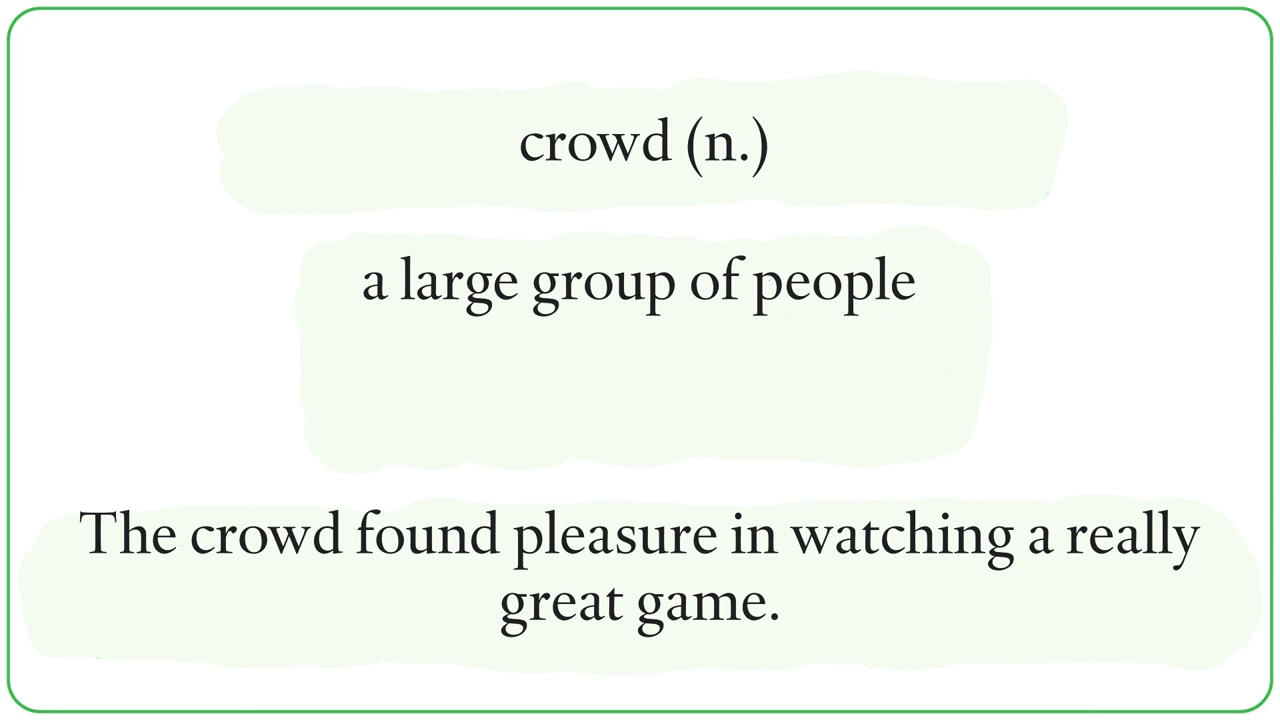 crowd (n.)
a large group of people
The crowd found pleasure in watching a really
great game.